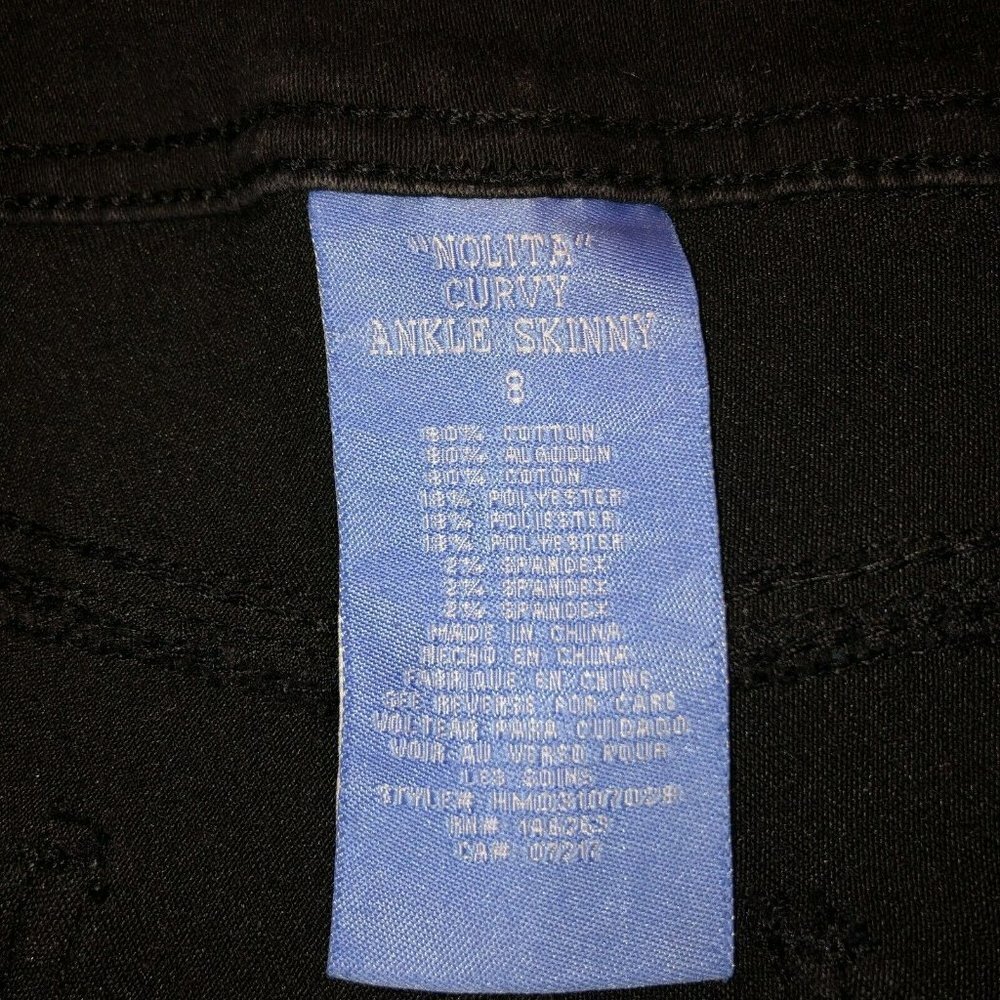 "NOLITA"
CURVY
ANKLE SKINNY
8
80% COTTON
80% ALGODON
80% COTON
18% POLYESTER
18% POLIESTER
18% POLYESTER
2% SPANDEX
2% SPANDEX
2% SPANDEX
MADE IN CHINA
HECHO EN CHINA
FABRIQUE EN CHINE
SEE REVERSE FOR CARE
VOLTEAR PARA CUIDADO
VOIR AU VERSO POUR
LES SOINS
STYLE#
RN#
CA# 07217